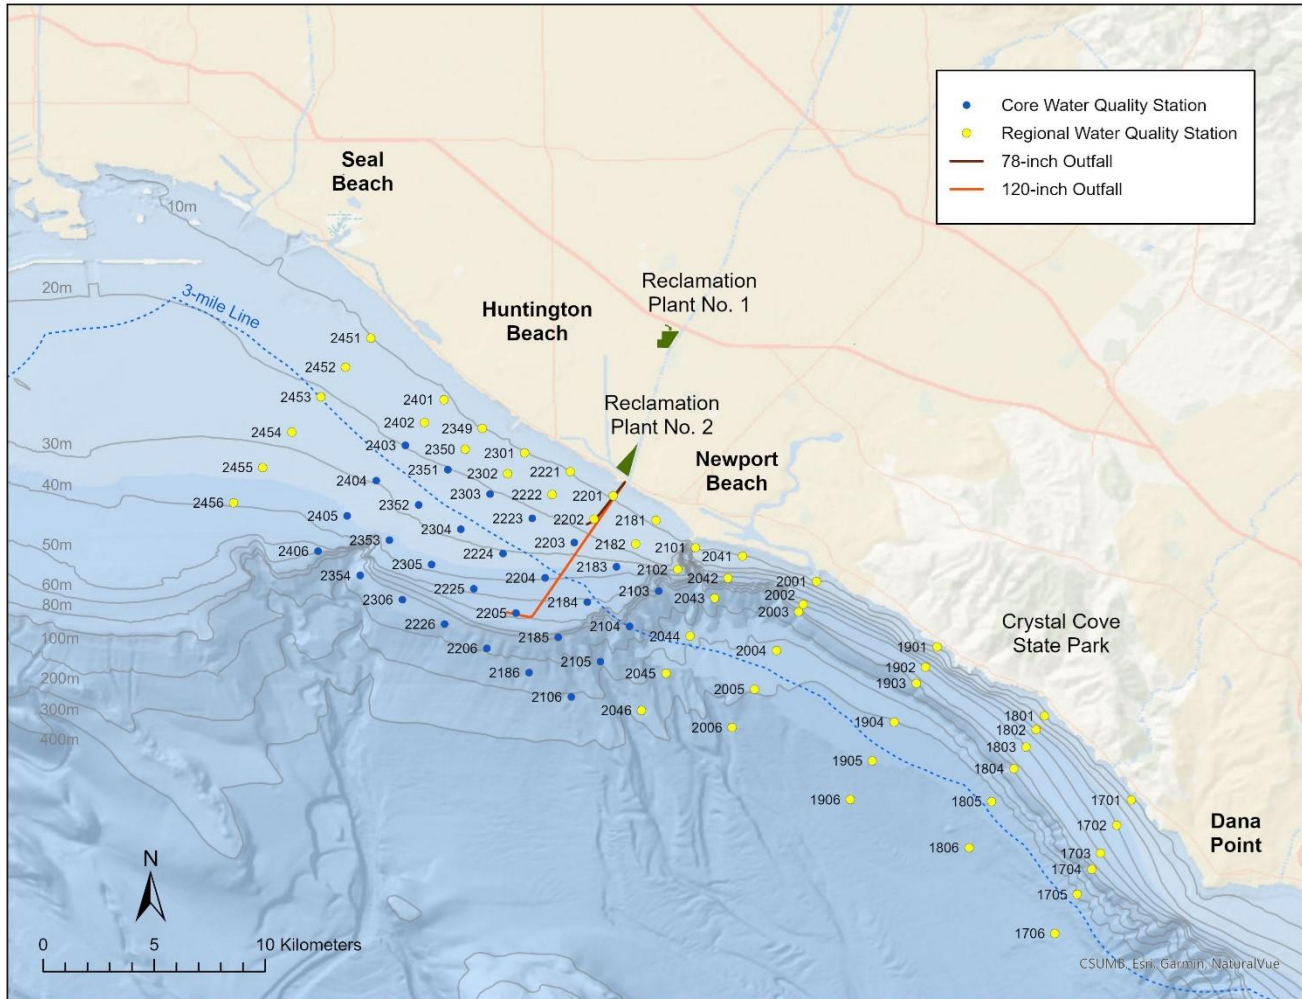 Core Water Quality Station
Regional Water Quality Station
78-inch Outfall
120-inch Outfall
Seal
Beach
10m
20m
3-mile Line
Reclamation
Plant No. 1
Huntington
Beach
2451
2452
2453
2401
Reclamation
Plant No. 2
2402
2349
2454
30m
2403
2350
2301
Newport
Beach
2455
2351
2302
2221
40m
2404
2303
2222
2201
2456
2352
2223
2202
2181
2405
2304
2203
2182
50m
2353
2224
2101
2406
2305
2183
2102
2041
2354
2204
2042
2001
60m
2225
2103
2043
2002
80m
2306
2184
2003
2205
Crystal Cove
State Park
100m
2226
2185
2104
2044
2206
2004
1901
2105
1902
200m
2186
2045
1903
2106
2005
300m
2046
1801
2006
1904
1802
400m
1803
1905
1804
1906
1805
1701
Dana
Point
1702
1806
1703
1704
N
1705
1706
0 5 10 Kilometers
CSUMB, Esri, Garmin, NaturalVue